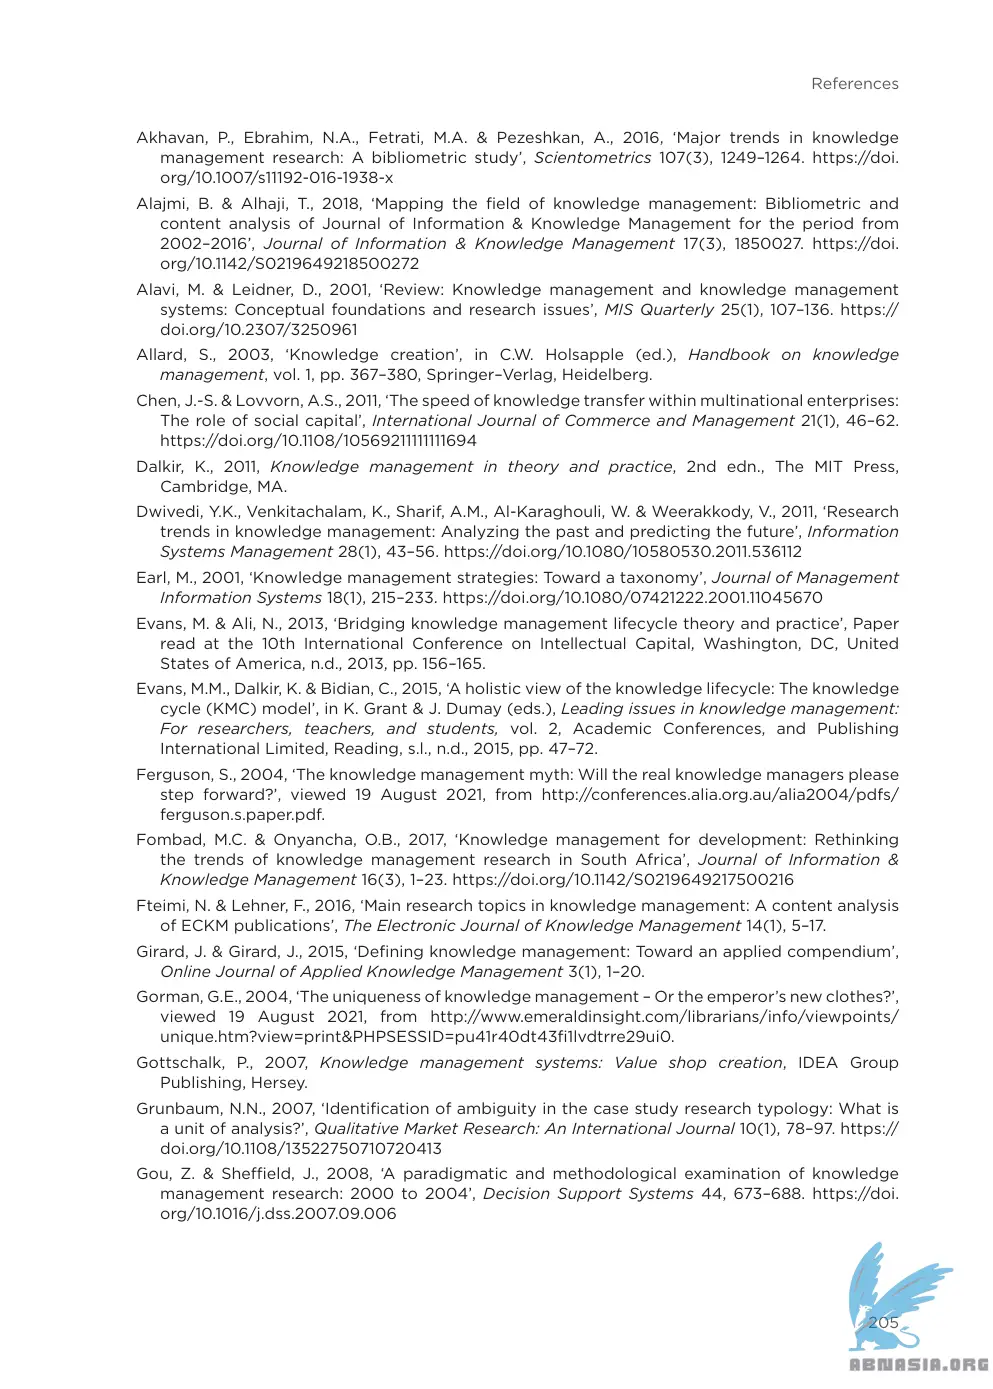 References
Akhavan, P., Ebrahim, N.A., Fetrati, M.A. & Pezeshkan, A., 2016, ‘Major trends in knowledge
management research: A bibliometric study’, Scientometrics 107(3), 1249–1264. https://doi.
org/10.1007/s11192-016-1938-x
Alajmi, B. & Alhaji, T., 2018, ‘Mapping the field of knowledge management: Bibliometric and
content analysis of Journal of Information & Knowledge Management for the period from
2002–2016’, Journal of Information & Knowledge Management 17(3), 1850027. https://doi.
org/10.1142/S0219649218500272
Alavi, M. & Leidner, D., 2001, ‘Review: Knowledge management and knowledge management
systems: Conceptual foundations and research issues’, MIS Quarterly 25(1), 107–136. https://
doi.org/10.2307/3250961
Allard, S., 2003, ‘Knowledge creation’, in C.W. Holsapple (ed.), Handbook on knowledge
management, vol. 1, pp. 367–380, Springer–Verlag, Heidelberg.
Chen, J.-S. & Lovvorn, A.S., 2011, ‘The speed of knowledge transfer within multinational enterprises:
The role of social capital’, International Journal of Commerce and Management 21(1), 46–62.
https://doi.org/10.1108/10569211111111694
Dalkir, K., 2011, Knowledge management in theory and practice, 2nd edn., The MIT Press,
Cambridge, MA.
Dwivedi, Y.K., Venkitachalam, K., Sharif, A.M., Al-Karaghouli, W. & Weerakkody, V., 2011, ‘Research
trends in knowledge management: Analyzing the past and predicting the future’, Information
Systems Management 28(1), 43–56. https://doi.org/10.1080/10580530.2011.536112
Earl, M., 2001, ‘Knowledge management strategies: Toward a taxonomy’, Journal of Management
Information Systems 18(1), 215–233. https://doi.org/10.1080/07421222.2001.11045670
Evans, M. & Ali, N., 2013, ‘Bridging knowledge management lifecycle theory and practice’, Paper
read at the 10th International Conference on Intellectual Capital, Washington, DC, United
States of America, n.d., 2013, pp. 156–165.
Evans, M.M., Dalkir, K. & Bidian, C., 2015, ‘A holistic view of the knowledge lifecycle: The knowledge
cycle (KMC) model’, in K. Grant & J. Dumay (eds.), Leading issues in knowledge management:
For researchers, teachers, and students, vol. 2, Academic Conferences, and Publishing
International Limited, Reading, s.l., n.d., 2015, pp. 47–72.
Ferguson, S., 2004, ‘The knowledge management myth: Will the real knowledge managers please
step forward?’, viewed 19 August 2021, from http://conferences.alia.org.au/alia2004/pdfs/
ferguson.s.paper.pdf.
Fombad, M.C. & Onyancha, O.B., 2017, ‘Knowledge management for development: Rethinking
the trends of knowledge management research in South Africa’, Journal of Information &
Knowledge Management 16(3), 1–23. https://doi.org/10.1142/S0219649217500216
Fteimi, N. & Lehner, F., 2016, ‘Main research topics in knowledge management: A content analysis
of ECKM publications’, The Electronic Journal of Knowledge Management 14(1), 5–17.
Girard, J. & Girard, J., 2015, ‘Defining knowledge management: Toward an applied compendium’,
Online Journal of Applied Knowledge Management 3(1), 1–20.
Gorman, G.E., 2004, ‘The uniqueness of knowledge management – Or the emperor’s new clothes?’,
viewed 19 August 2021, from http://www.emeraldinsight.com/librarians/info/viewpoints/
unique.htm?view=print&PHPSESSID=pu41r40dt43fi1lvdtrre29ui0.
Gottschalk, P., 2007, Knowledge management systems: Value shop creation, IDEA Group
Publishing, Hersey.
Grunbaum, N.N., 2007, ‘Identification of ambiguity in the case study research typology: What is
a unit of analysis?’, Qualitative Market Research: An International Journal 10(1), 78–97. https://
doi.org/10.1108/13522750710720413
Gou, Z. & Sheffield, J., 2008, ‘A paradigmatic and methodological examination of knowledge
management research: 2000 to 2004’, Decision Support Systems 44, 673–688. https://doi.
org/10.1016/j.dss.2007.09.006
205
ABNASIA.ORG